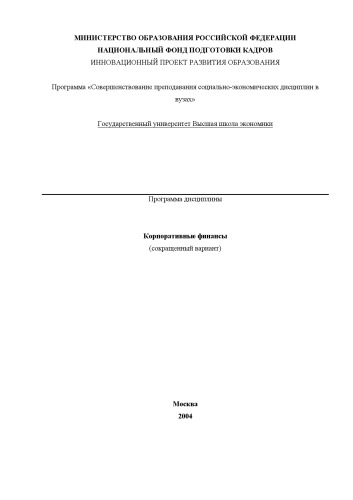 МИНИСТЕРСТВО ОБРАЗОВАНИЯ РОССИЙСКОЙ ФЕДЕРАЦИИ
НАЦИОНАЛЬНЫЙ ФОНД ПОДГОТОВКИ КАДРОВ
ИННОВАЦИОННЫЙ ПРОЕКТ РАЗВИТИЯ ОБРАЗОВАНИЯ
Программа «Совершенствование преподавания социально-экономических дисциплин в
вузах»
Государственный университет Высшая школа экономики
Программа дисциплины
Корпоративные финансы
(сокращенный вариант)
Москва
2004